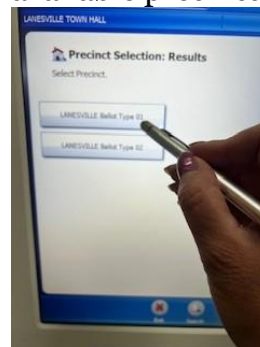 LANESVILLE TOWN HALL
Precinct Selection: Results
Select Precinct.
LANESVILLE Ballot Type 01
LANESVILLE Ballot Type 02